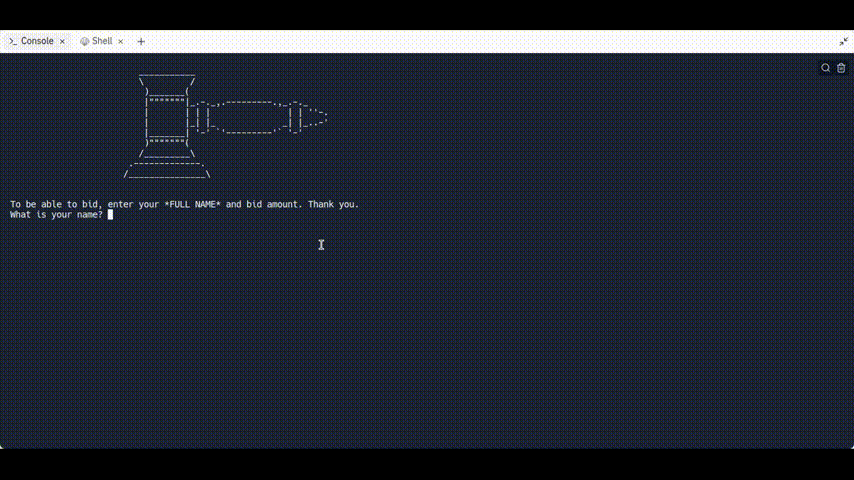 Console
Shell
To be able to bid, enter your *FULL NAME* and bid amount. Thank you.
What is your name?